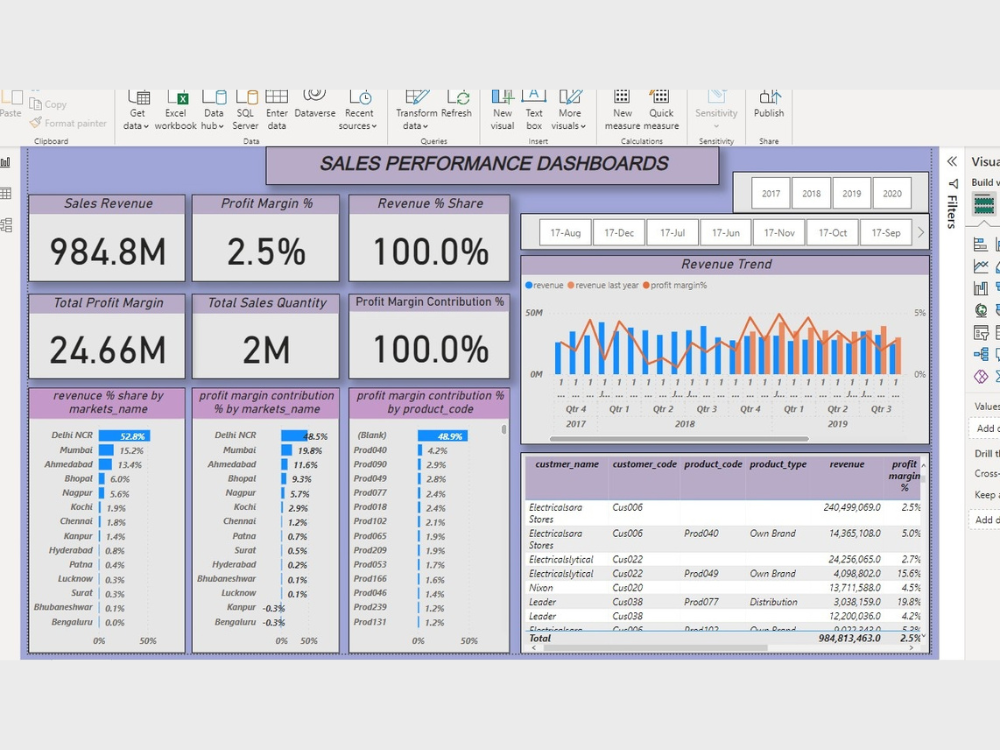 Paste
Copy
Format painter
Clipboard
Get data
Excel workbook
Data hub
SQL Server
Enter data
Dataverse
Recent sources
Data
Transform data
Refresh
Queries
New visual
Text box
More visuals
Insert
New measure
Quick measure
Calculations
Sensitivity
Sensitivity
Publish
Share
SALES PERFORMANCE DASHBOARDS
2017 2018 2019 2020
17-Aug 17-Dec 17-Jul 17-Jun 17-Nov 17-Oct 17-Sep
Sales Revenue
984.8M
Profit Margin %
2.5%
Revenue % Share
100.0%
Total Profit Margin
24.66M
Total Sales Quantity
2M
Profit Margin Contribution %
100.0%
Revenue Trend
revenue revenue last year profit margin%
50M
0M
5%
0%
Qtr 4 Qtr 1 Qtr 2 Qtr 3 Qtr 4 Qtr 1 Qtr 2 Qtr 3
2017 2018 2019
revenuce % share by
markets_name
Delhi NCR 52.8%
Mumbai 15.2%
Ahmedabad 13.4%
Bhopal 6.0%
Nagpur 5.6%
Kochi 1.9%
Chennai 1.8%
Kanpur 1.4%
Hyderabad 0.8%
Patna 0.4%
Lucknow 0.3%
Surat 0.3%
Bhubaneshwar 0.1%
Bengaluru 0.0%
0% 50%
profit margin contribution
% by markets_name
Delhi NCR 48.5%
Mumbai 19.8%
Ahmedabad 11.6%
Bhopal 9.3%
Nagpur 5.7%
Kochi 2.9%
Chennai 1.2%
Patna 0.7%
Surat 0.5%
Hyderabad 0.2%
Bhubaneshwar 0.1%
Lucknow 0.1%
Kanpur -0.3%
Bengaluru -0.3%
0% 50%
profit margin contribution %
by product_code
(Blank) 48.9%
Prod040 4.2%
Prod090 2.9%
Prod049 2.8%
Prod077 2.4%
Prod018 2.4%
Prod102 2.1%
Prod065 1.9%
Prod209 1.9%
Prod053 1.7%
Prod166 1.6%
Prod046 1.4%
Prod239 1.2%
Prod131 1.2%
0% 50%
custmer_name customer_code product_code product_type revenue profit margin %
Electricalsara Stores Cus006 240,499,069.0 2.5%
Electricalsara Stores Cus006 Prod040 Own Brand 14,365,108.0 5.0%
Electricalslytical Cus022 24,256,065.0 2.7%
Electricalslytical Cus022 Prod049 Own Brand 4,098,802.0 15.6%
Nixon Cus020 13,711,588.0 4.5%
Leader Cus038 Prod077 Distribution 3,038,159.0 19.8%
Leader Cus038 12,200,036.0 4.2%
Total 984,813,463.0 2.5%
Filters
Build
Values
Cross-
Keep a